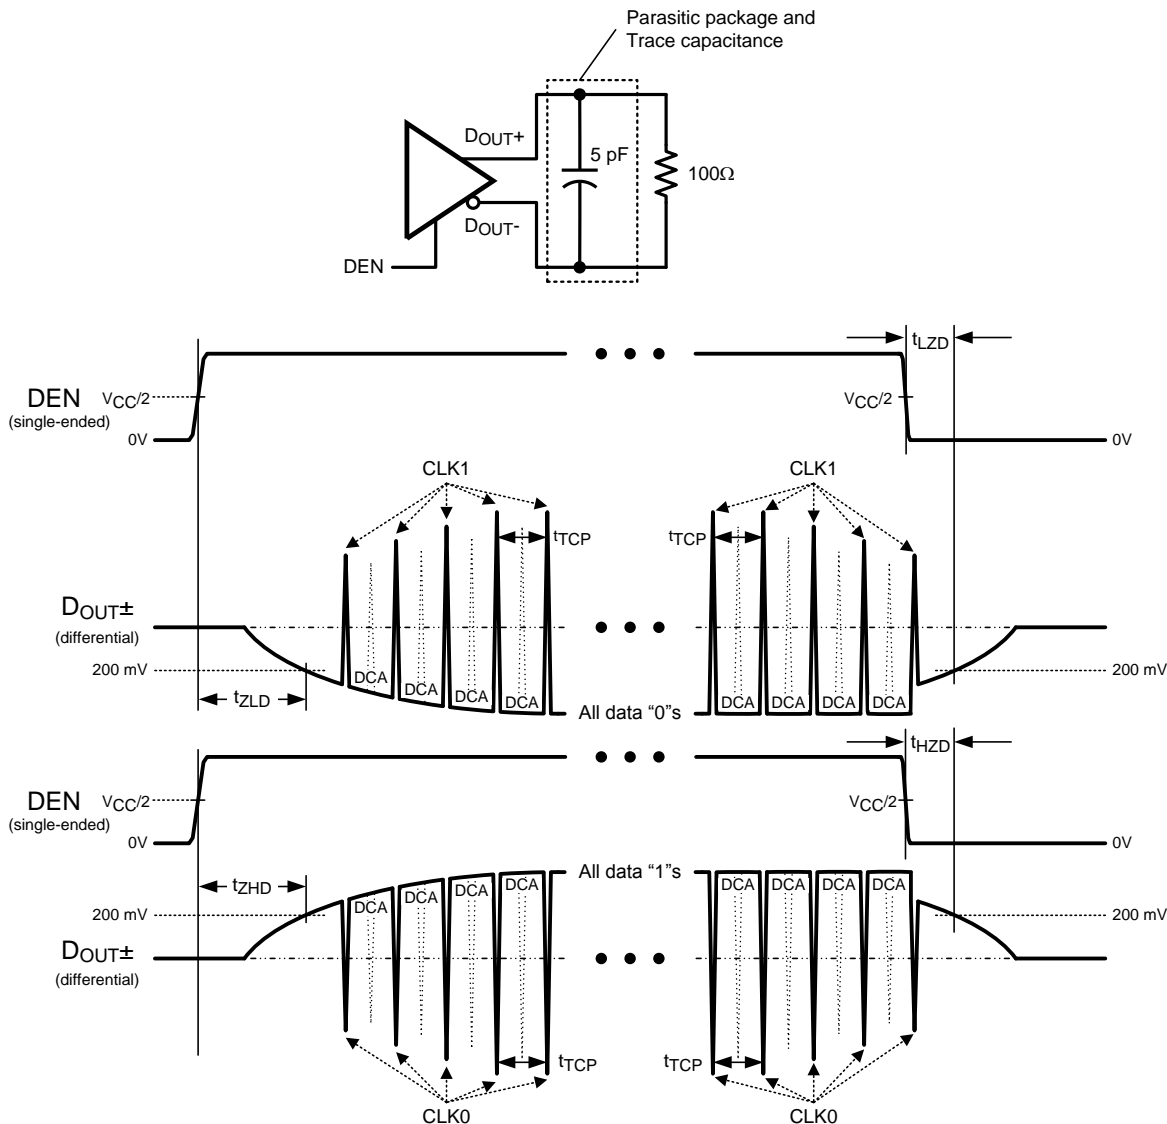 Parasitic package and
Trace capacitance
DOUT+
5 pF
100Ω
DOUT-
DEN
tLZD
DEN
(single-ended)
VCC/2
VCC/2
0V
0V
CLK1
CLK1
tTCP
tTCP
DOUT±
(differential)
200 mV
200 mV
tZLD
DCA
DCA
DCA
DCA
DCA
DCA
DCA
DCA
All data “0”s
tHZD
DEN
(single-ended)
VCC/2
VCC/2
0V
0V
All data “1”s
tZHD
DCA
DCA
DCA
DCA
DCA
DCA
DCA
DCA
200 mV
200 mV
DOUT±
(differential)
tTCP
tTCP
CLK0
CLK0